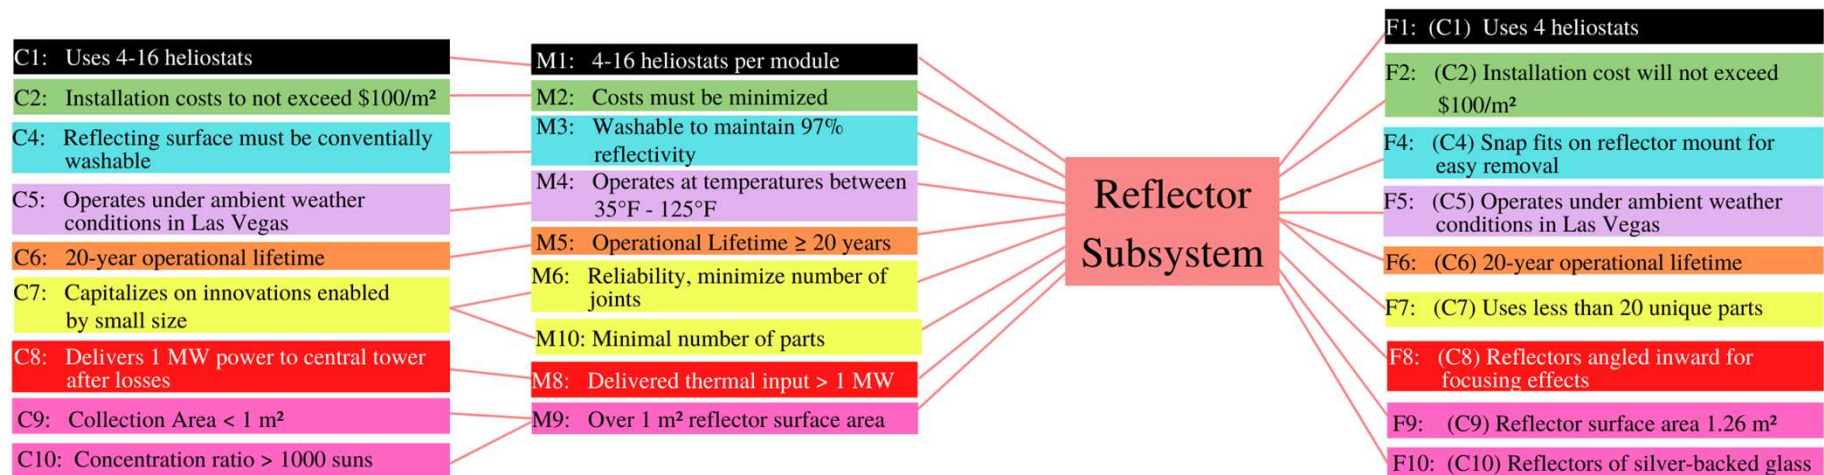 C1: Uses 4-16 heliostats
C2: Installation costs to not exceed $100/m²
C4: Reflecting surface must be conventially
washable
C5: Operates under ambient weather
conditions in Las Vegas
C6: 20-year operational lifetime
C7: Capitalizes on innovations enabled
by small size
C8: Delivers 1 MW power to central tower
after losses
C9: Collection Area < 1 m²
C10: Concentration ratio > 1000 suns
M1: 4-16 heliostats per module
M2: Costs must be minimized
M3: Washable to maintain 97%
reflectivity
M4: Operates at temperatures between
35°F - 125°F
M5: Operational Lifetime ≥ 20 years
M6: Reliability, minimize number of
joints
M10: Minimal number of parts
M8: Delivered thermal input > 1 MW
M9: Over 1 m² reflector surface area
Reflector
Subsystem
F1: (C1) Uses 4 heliostats
F2: (C2) Installation cost will not exceed
$100/m²
F4: (C4) Snap fits on reflector mount for
easy removal
F5: (C5) Operates under ambient weather
conditions in Las Vegas
F6: (C6) 20-year operational lifetime
F7: (C7) Uses less than 20 unique parts
F8: (C8) Reflectors angled inward for
focusing effects
F9: (C9) Reflector surface area 1.26 m²
F10: (C10) Reflectors of silver-backed glass